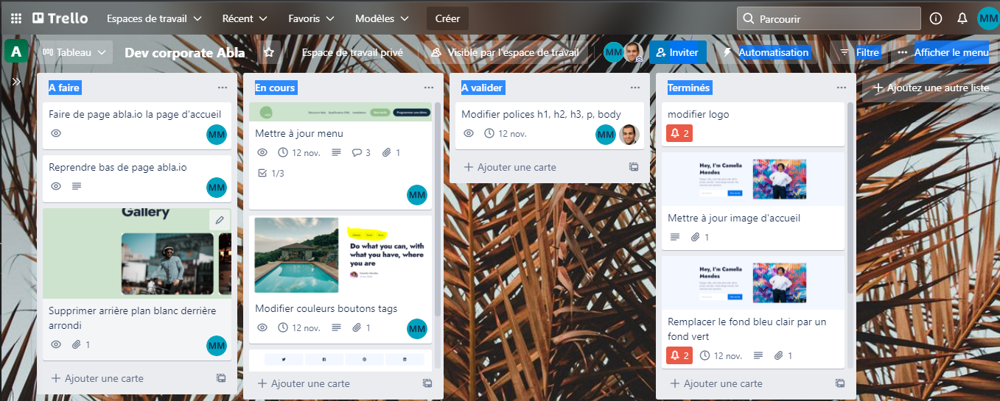 Trello
Espaces de travail
Récent
Favoris
Modèles
Créer
Parcourir
MM
A
Tableau
Dev corporate Abla
Espace de travail privé
Visible par l'espace de travail
MM
Inviter
Automatisation
Filtre
Afficher le menu
A faire
Faire de page abla.io la page d'accueil
MM
Reprendre bas de page abla.io
MM
Gallery
Supprimer arrière plan blanc derrière
arrondi
1
MM
Ajouter une carte
En cours
Mettre à jour menu
12 nov.
3
1
1/3
MM
Do what you can, with
what you have, where
you are
Modifier couleurs boutons tags
12 nov.
1
MM
Ajouter une carte
A valider
Modifier polices h1, h2, h3, p, body
12 nov.
MM
Ajouter une carte
Terminés
modifier logo
2
Hey, I'm Camelia
Mendes
Mettre à jour image d'accueil
1
Hey, I'm Camelia
Mendes
Remplacer le fond bleu clair par un
fond vert
2
12 nov.
1
Ajouter une carte
Ajoutez une autre liste